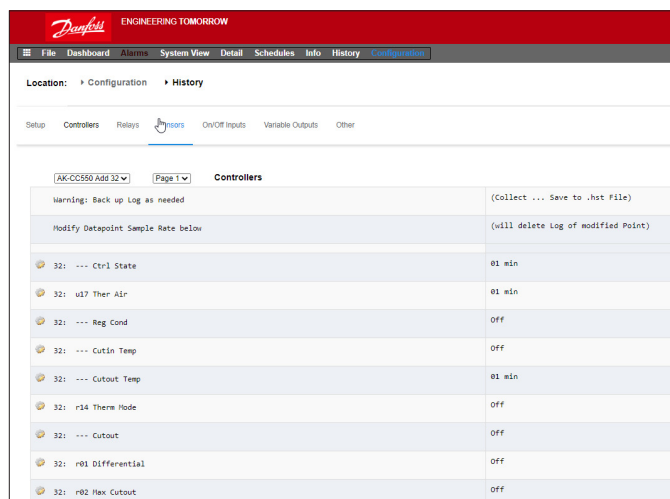 Danfoss ENGINEERING TOMORROW
File Dashboard Alarms System View Detail Schedules Info History Configuration
Location: Configuration History
Setup Controllers Relays On/Off Inputs Variable Outputs Other
AK-CC550 Add 32 Page 1 Controllers
Warning: Back up Log as needed (Collect ... Save to .hst File)
Modify Datapoint Sample Rate below (will delete Log of modified Point)
32: --- Ctrl State 01 min
32: u17 Ther Air 01 min
32: --- Reg Cond Off
32: --- Cutin Temp Off
32: --- Cutout Temp 01 min
32: r14 Therm Mode Off
32: --- Cutout Off
32: r01 Differential Off
32: r02 Max Cutout Off